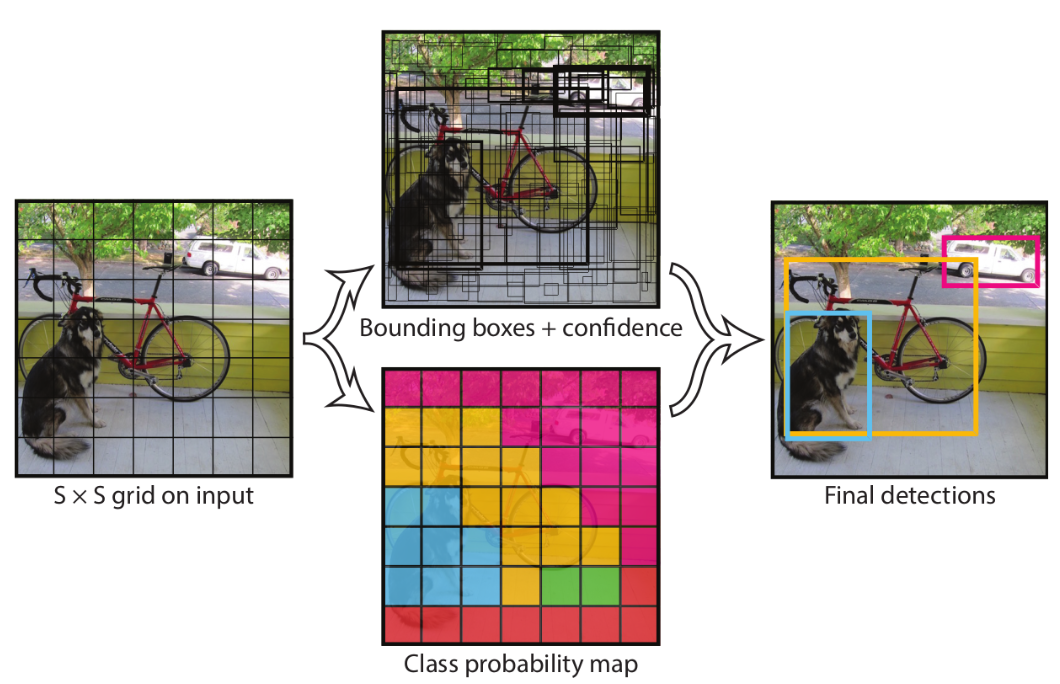 Bounding boxes + confidence
S × S grid on input
Final detections
Class probability map